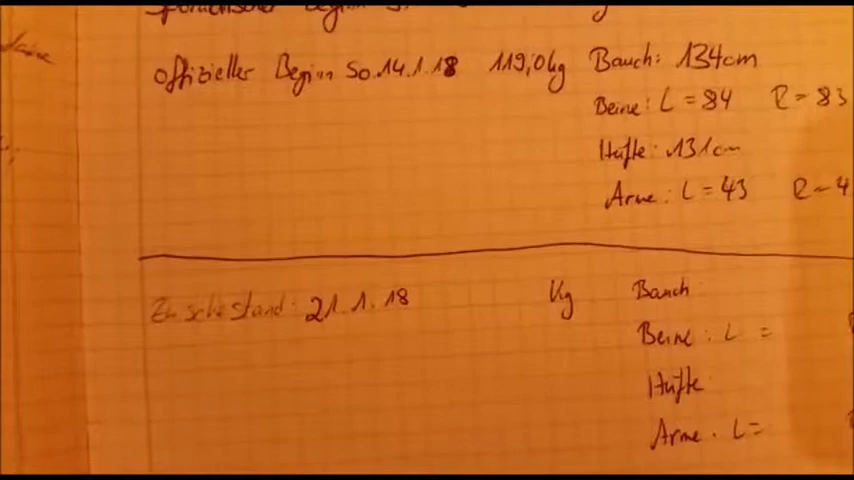 offizieller Beginn So.14.1.18 119,0kg Bauch: 134cm
Beine: L = 84 R = 83
Hüfte: 131cm
Arme: L = 43 R = 4
21.1.18 Kg Bauch
Beine: L =
Hüfte
Arme: L =